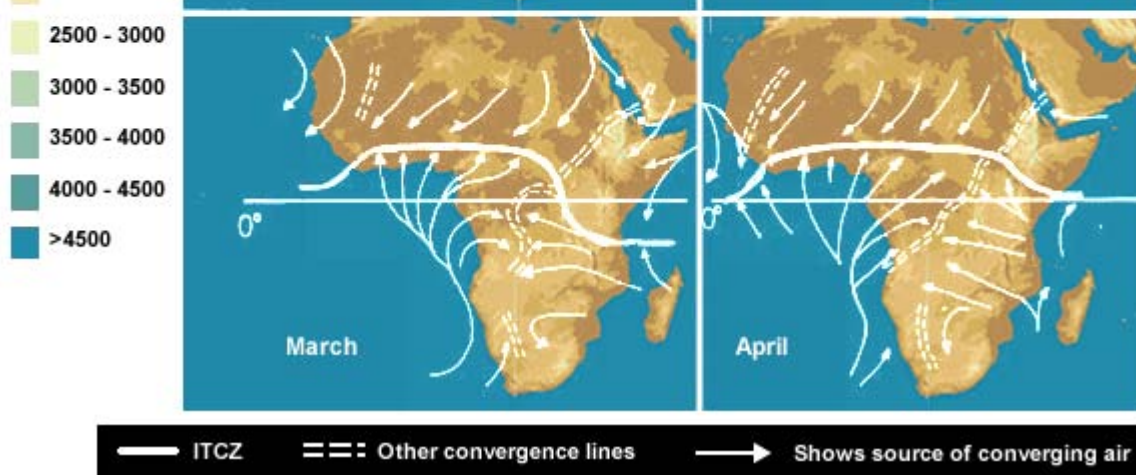 2500 - 3000
3000 - 3500
3500 - 4000
4000 - 4500
>4500
0°
0°
March
April
ITCZ
Other convergence lines
Shows source of converging air